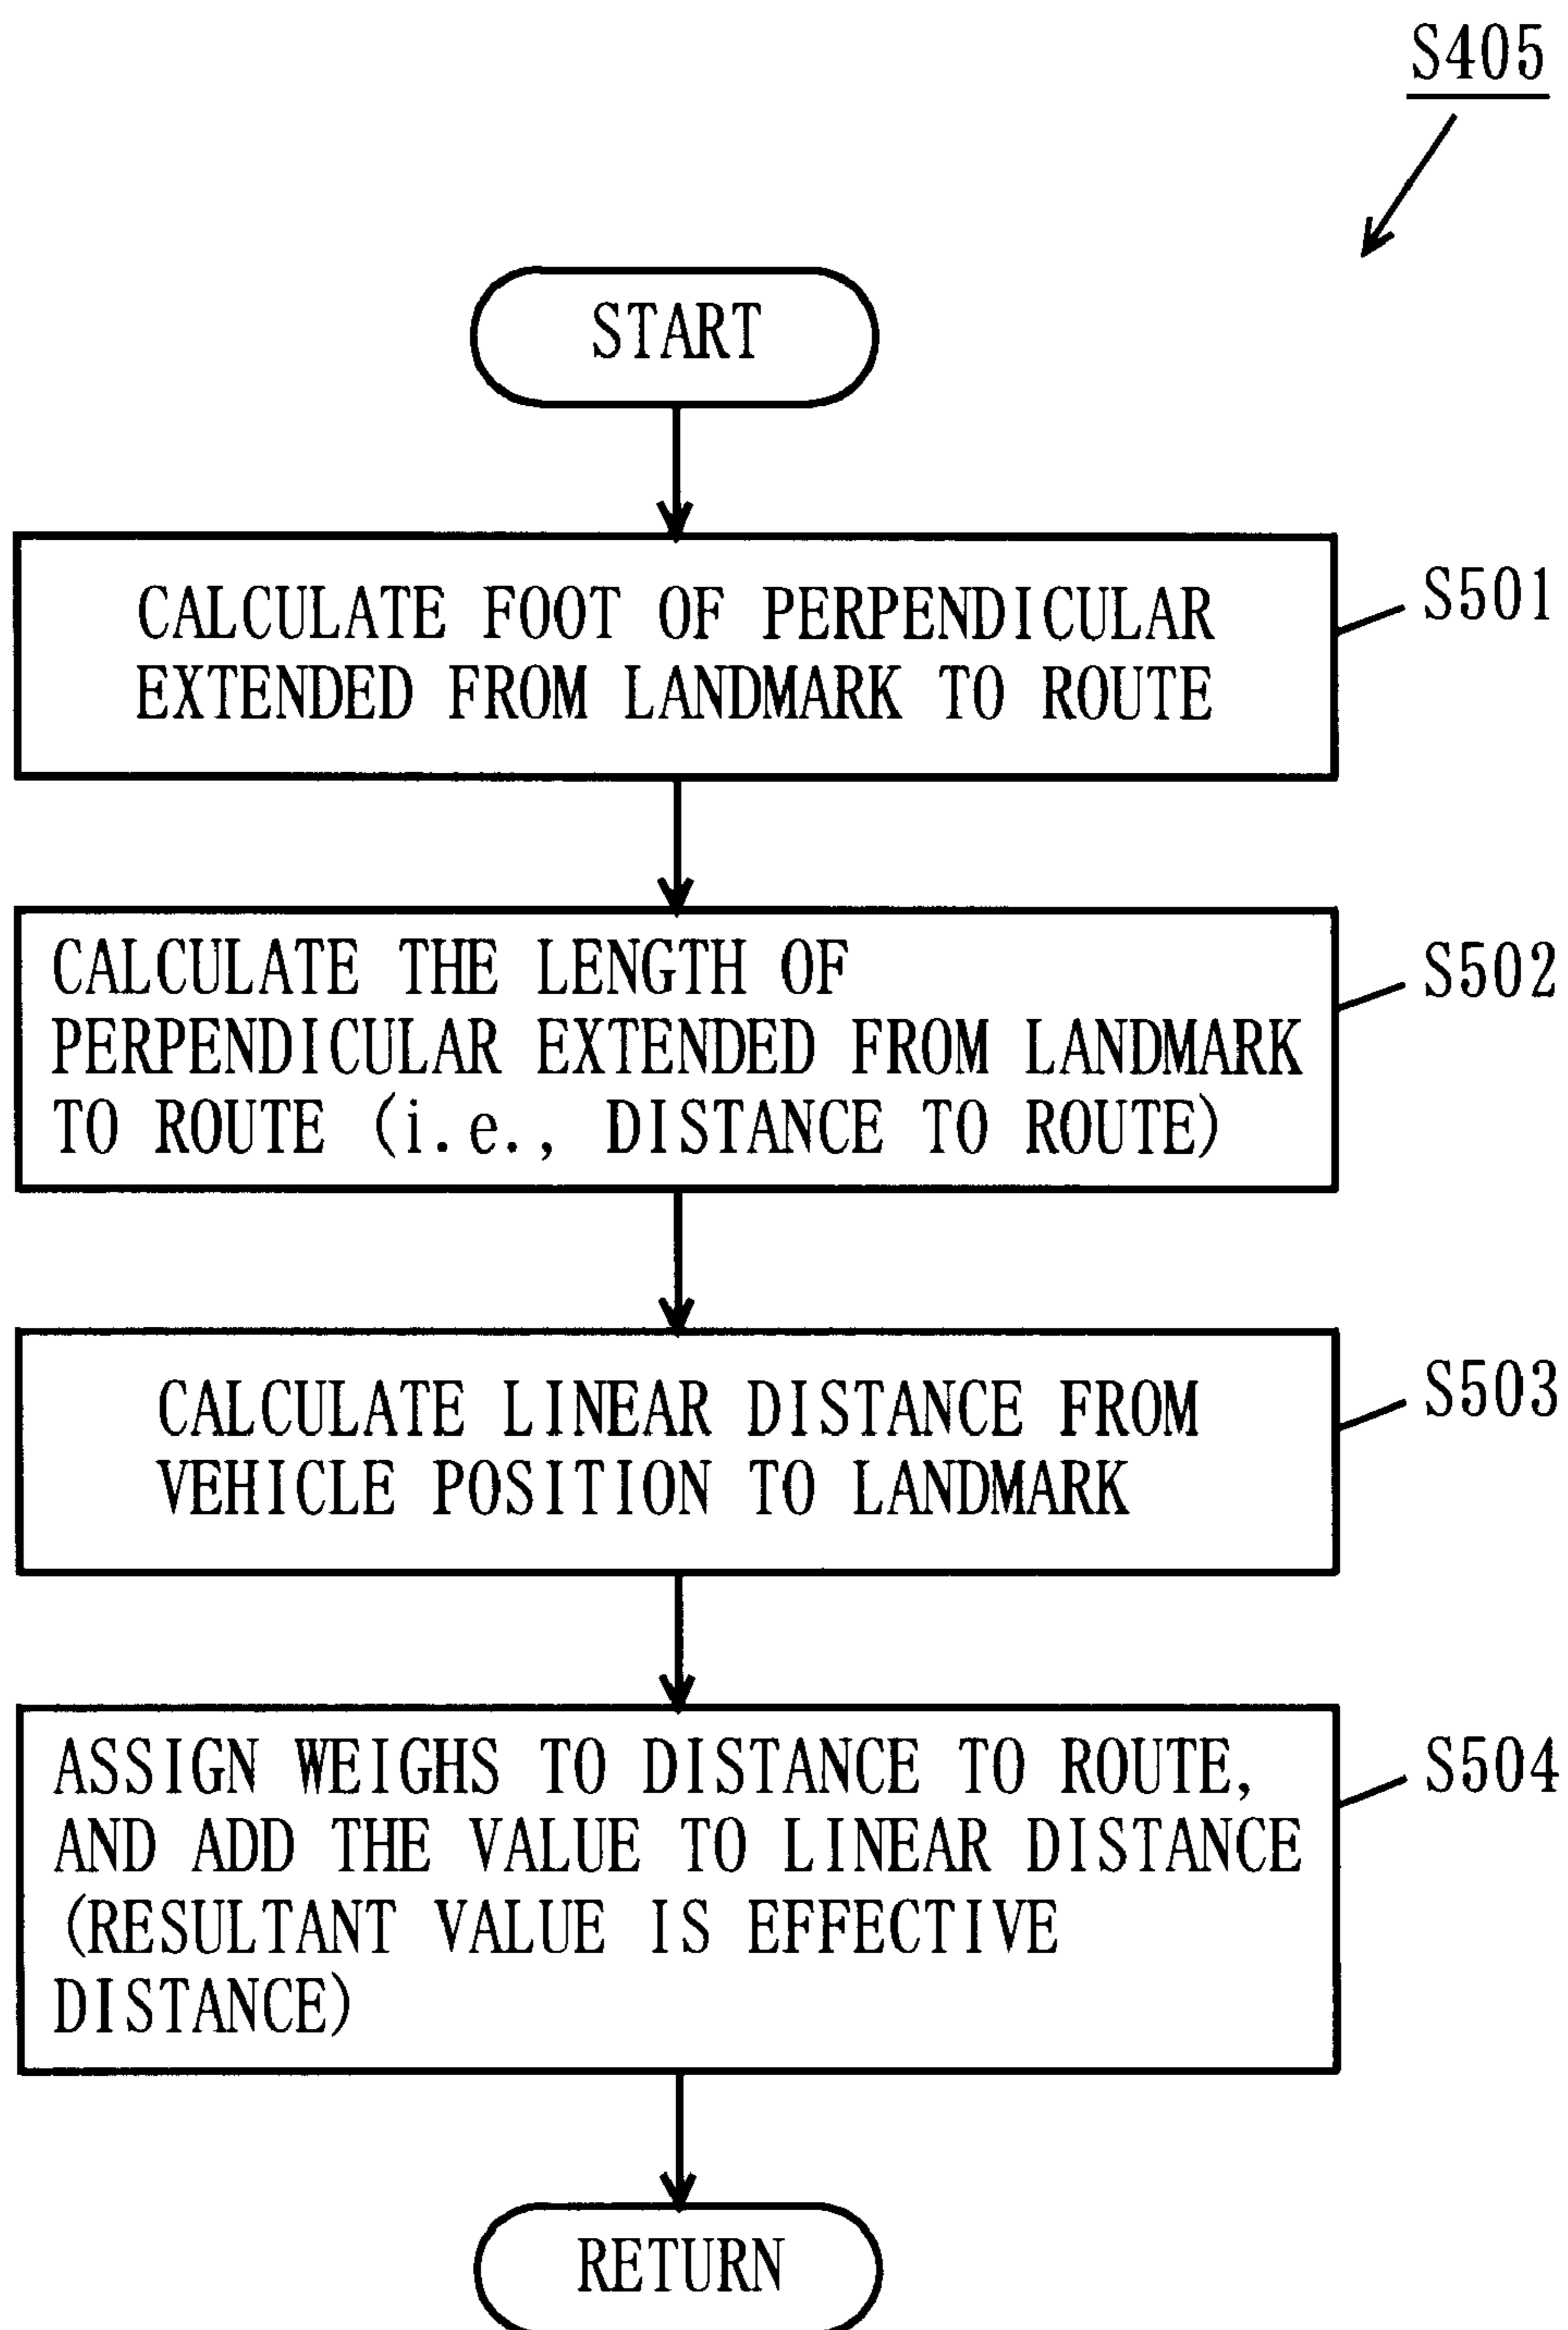 S405
START
CALCULATE FOOT OF PERPENDICULAR
EXTENDED FROM LANDMARK TO ROUTE
S501
CALCULATE THE LENGTH OF
PERPENDICULAR EXTENDED FROM LANDMARK
TO ROUTE (i.e., DISTANCE TO ROUTE)
S502
CALCULATE LINEAR DISTANCE FROM
VEHICLE POSITION TO LANDMARK
S503
ASSIGN WEIGHS TO DISTANCE TO ROUTE,
AND ADD THE VALUE TO LINEAR DISTANCE
(RESULTANT VALUE IS EFFECTIVE
DISTANCE)
S504
RETURN